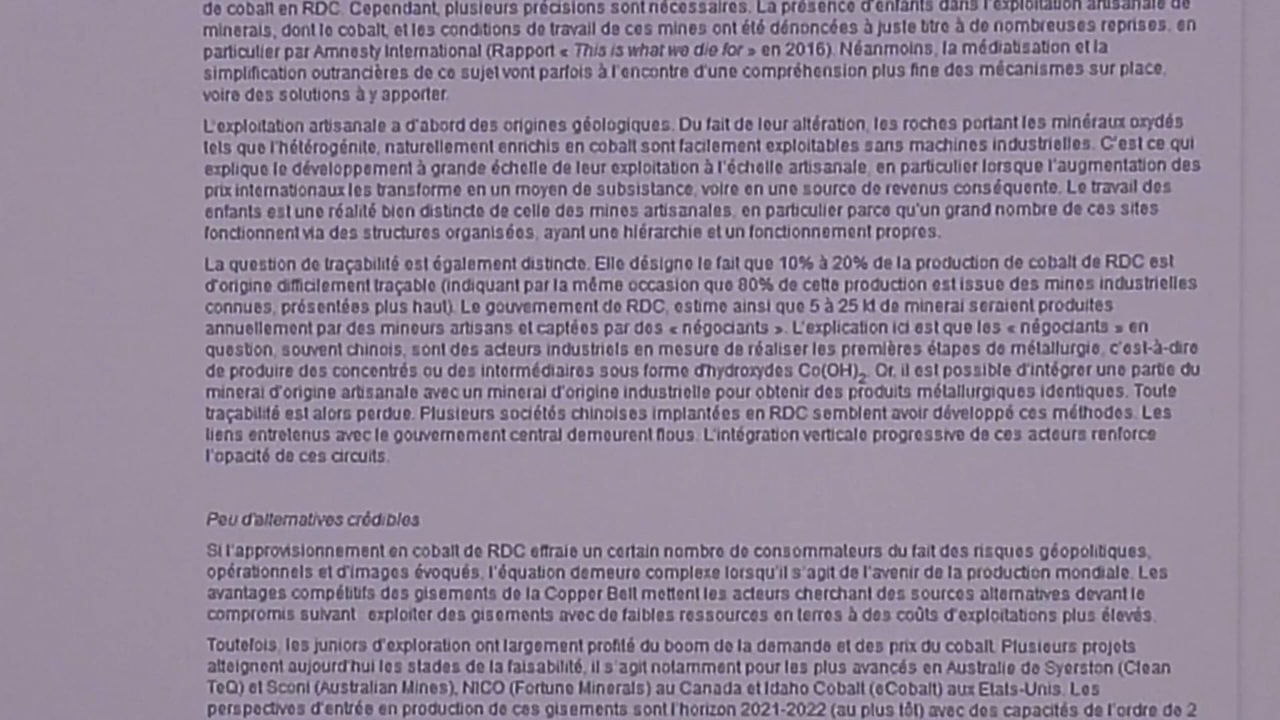 de cobalt en RDC. Cependant, plusieurs précisions sont nécessaires. La présence d'enfants dans l'exploitation artisanale de
minerais, dont le cobalt, et les conditions de travail de ces mines ont été dénoncées à juste titre à de nombreuses reprises, en
particulier par Amnesty International (Rapport « This is what we die for » en 2016). Néanmoins, la médiatisation et la
simplification outrancières de ce sujet vont parfois à l'encontre d'une compréhension plus fine des mécanismes sur place,
voire des solutions à y apporter.
L'exploitation artisanale a d'abord des origines géologiques. Du fait de leur altération, les roches portant les minéraux oxydés
tels que l'hétérogénite, naturellement enrichis en cobalt sont facilement exploitables sans machines industrielles. C'est ce qui
explique le développement à grande échelle de leur exploitation à l'échelle artisanale, en particulier lorsque l'augmentation des
prix internationaux les transforme en un moyen de subsistance, voire en une source de revenus conséquente. Le travail des
enfants est une réalité bien distincte de celle des mines artisanales, en particulier parce qu'un grand nombre de ces sites
fonctionnent via des structures organisées, ayant une hiérarchie et un fonctionnement propres.
La question de traçabilité est également distincte. Elle désigne le fait que 10% à 20% de la production de cobalt de RDC est
d'origine difficilement traçable (indiquant par la même occasion que 80% de cette production est issue des mines industrielles
connues, présentées plus haut). Le gouvernement de RDC, estime ainsi que 5 à 25 kt de minerai seraient produites
annuellement par des mineurs artisans et captées par des « négociants ». L'explication ici est que les « négociants » en
question, souvent chinois, sont des acteurs industriels en mesure de réaliser les premières étapes de métallurgie, c'est-à-dire
de produire des concentrés ou des intermédiaires sous forme d'hydroxydes Co(OH)2. Or, il est possible d'intégrer une partie du
minerai d'origine artisanale avec un minerai d'origine industrielle pour obtenir des produits métallurgiques identiques. Toute
traçabilité est alors perdue. Plusieurs sociétés chinoises implantées en RDC semblent avoir développé ces méthodes. Les
liens entretenus avec le gouvernement central demeurent flous. L'intégration verticale progressive de ces acteurs renforce
l'opacité de ces circuits.
Peu d'alternatives crédibles
Si l'approvisionnement en cobalt de RDC effraie un certain nombre de consommateurs du fait des risques géopolitiques,
opérationnels et d'images évoqués, l'équation demeure complexe lorsqu'il s'agit de l'avenir de la production mondiale. Les
avantages compétitifs des gisements de la Copper Belt mettent les acteurs cherchant des sources alternatives devant le
compromis suivant exploiter des gisements avec de faibles ressources en terres à des coûts d'exploitations plus élevés.
Toutefois, les juniors d'exploration ont largement profité du boom de la demande et des prix du cobalt. Plusieurs projets
atteignent aujourd'hui les stades de la faisabilité, il s'agit notamment pour les plus avancés en Australie de Syerston (Clean
TeQ) et Sconi (Australian Mines), NICO (Fortune Minerals) au Canada et Idaho Cobalt (eCobalt) aux Etats-Unis. Les
perspectives d'entrée en production de ces gisements sont l'horizon 2021-2022 (au plus tôt) avec des capacités de l'ordre de 2